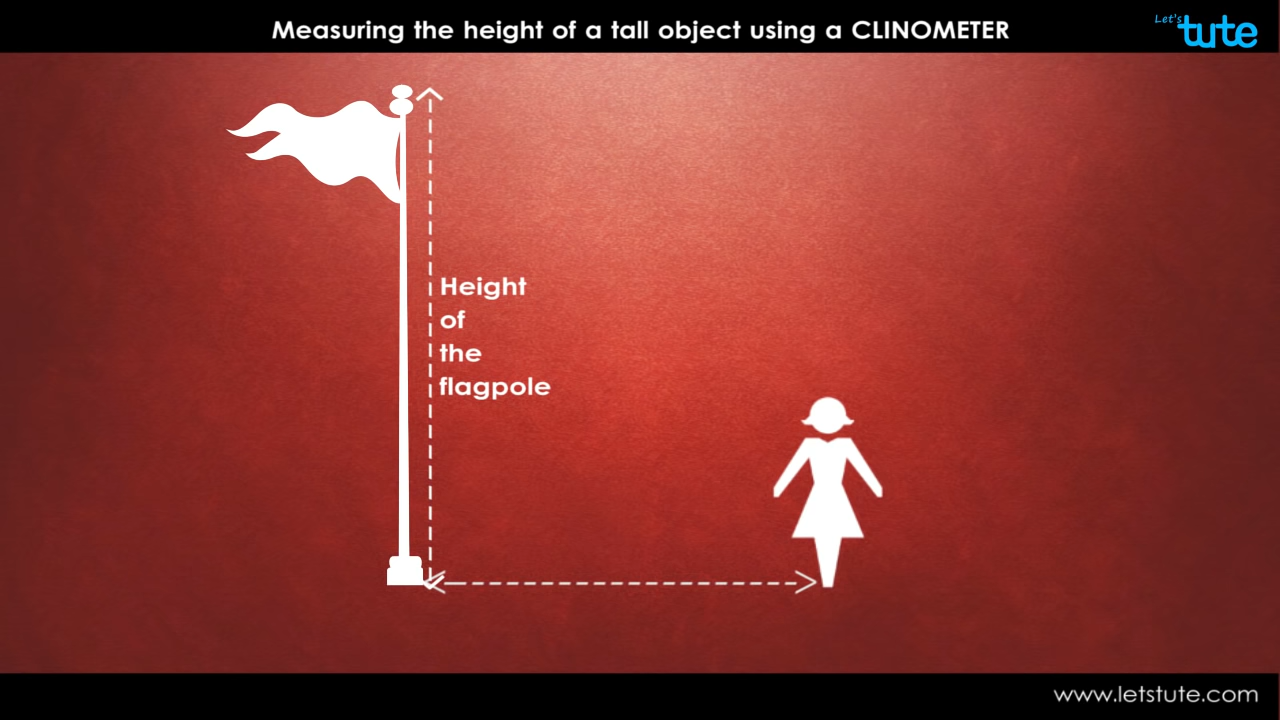 Measuring the height of a tall object using a CLINOMETER
Let's
tute
Height
of
the
flagpole
www.letstute.com